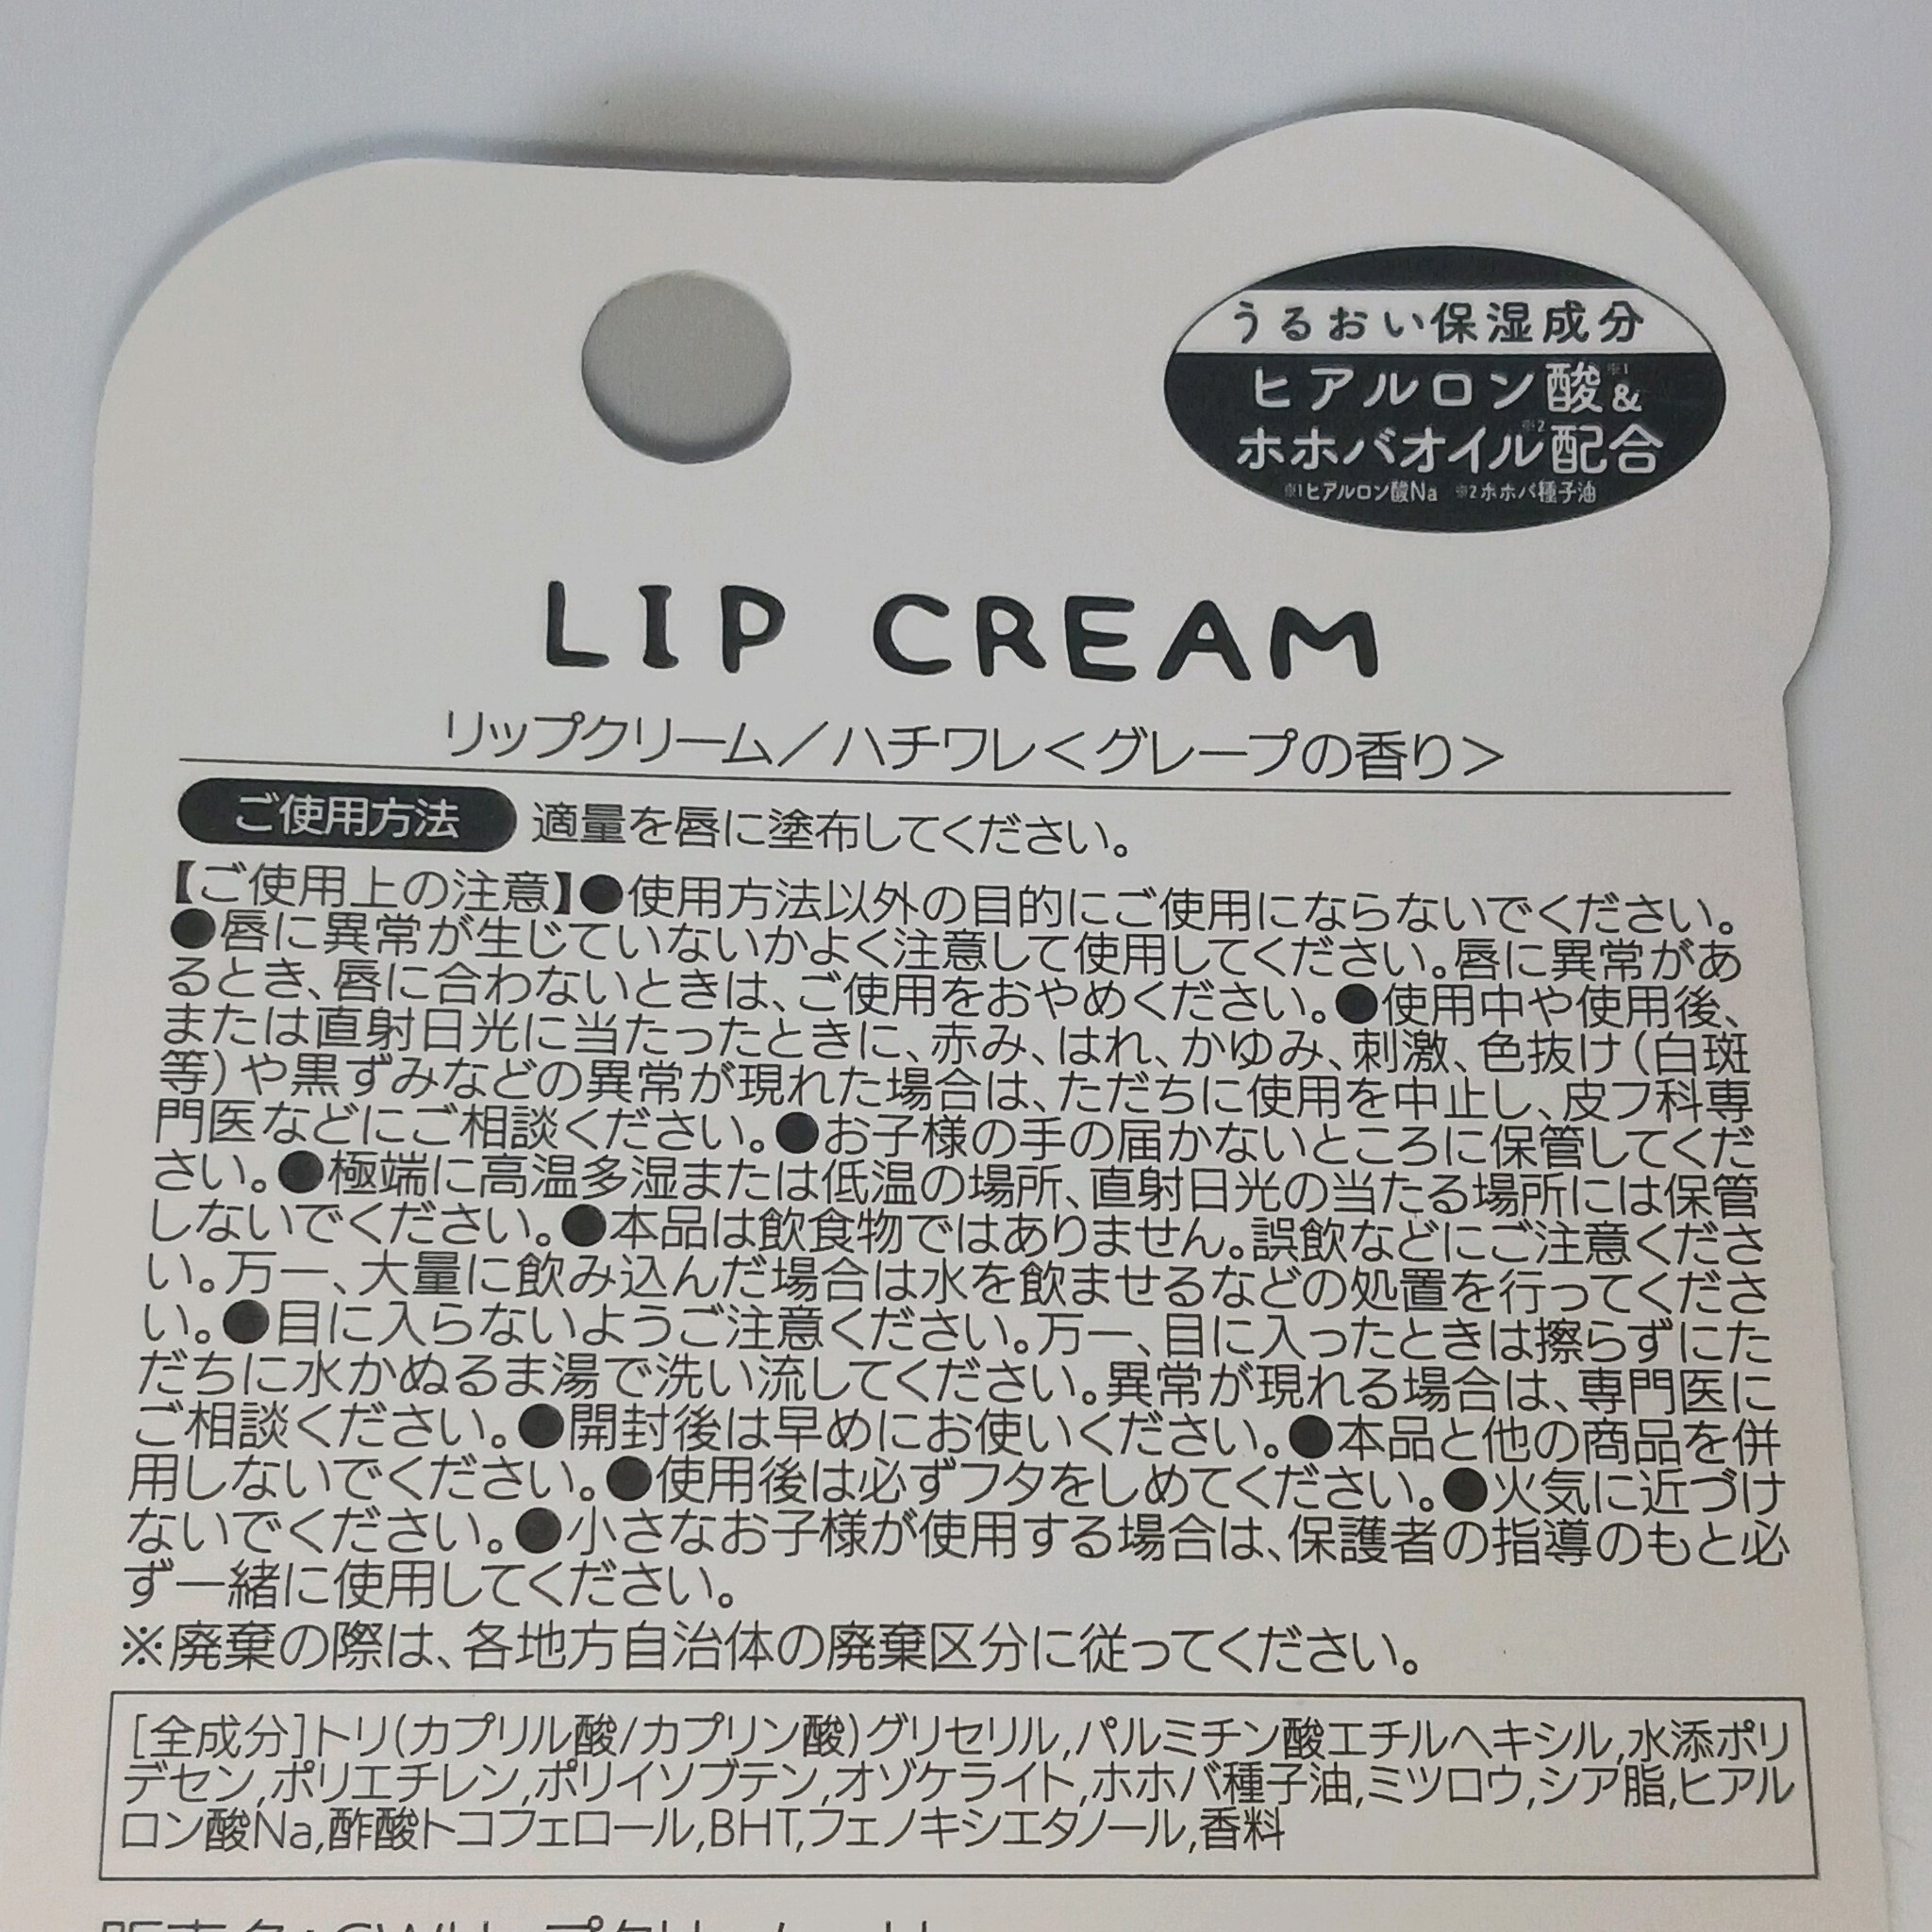 うるおい保湿成分
ヒアルロン酸※1&
ホホバオイル※2配合
※1ヒアルロン酸Na ※2ホホバ種子油
LIP CREAM
リップクリーム／ハチワレ＜グレープの香り＞
ご使用方法 適量を唇に塗布してください。
【ご使用上の注意】●使用方法以外の目的にご使用にならないでください。
●唇に異常が生じていないかよく注意して使用してください。唇に異常があ
るとき、唇に合わないときは、ご使用をおやめください。●使用中や使用後、
または直射日光に当たったときに、赤み、はれ、かゆみ、刺激、色抜け（白斑
等）や黒ずみなどの異常が現れた場合は、ただちに使用を中止し、皮フ科専
門医などにご相談ください。●お子様の手の届かないところに保管してくだ
さい。●極端に高温多湿または低温の場所、直射日光の当たる場所には保管
しないでください。●本品は飲食物ではありません。誤飲などにご注意くださ
い。万一、大量に飲み込んだ場合は水を飲ませるなどの処置を行ってくださ
い。●目に入らないようご注意ください。万一、目に入ったときは擦らずにた
だちに水かぬるま湯で洗い流してください。異常が現れる場合は、専門医に
ご相談ください。●開封後は早めにお使いください。●本品と他の商品を併
用しないでください。●使用後は必ずフタをしめてください。●火気に近づけ
ないでください。●小さなお子様が使用する場合は、保護者の指導のもと必
ず一緒に使用してください。
※廃棄の際は、各地方自治体の廃棄区分に従ってください。
[全成分]トリ(カプリル酸/カプリン酸)グリセリル,パルミチン酸エチルヘキシル,水添ポリ
デセン,ポリエチレン,ポリイソブテン,オゾケライト,ホホバ種子油,ミツロウ,シア脂,ヒアル
ロン酸Na,酢酸トコフェロール,BHT,フェノキシエタノール,香料